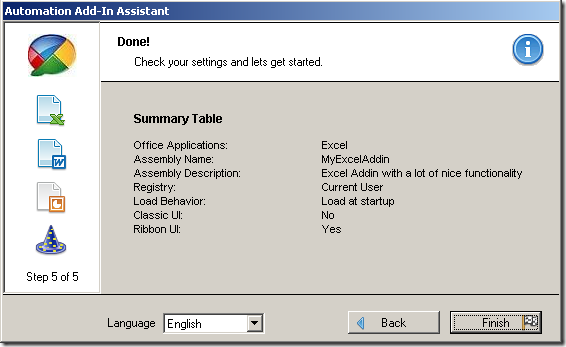 Automation Add-In Assistant
Done!
Check your settings and lets get started.
Summary Table
Office Applications: Excel
Assembly Name: MyExcelAddin
Assembly Description: Excel Addin with a lot of nice functionality
Registry: Current User
Load Behavior: Load at startup
Classic UI: No
Ribbon UI: Yes
Step 5 of 5
Language English Back Finish